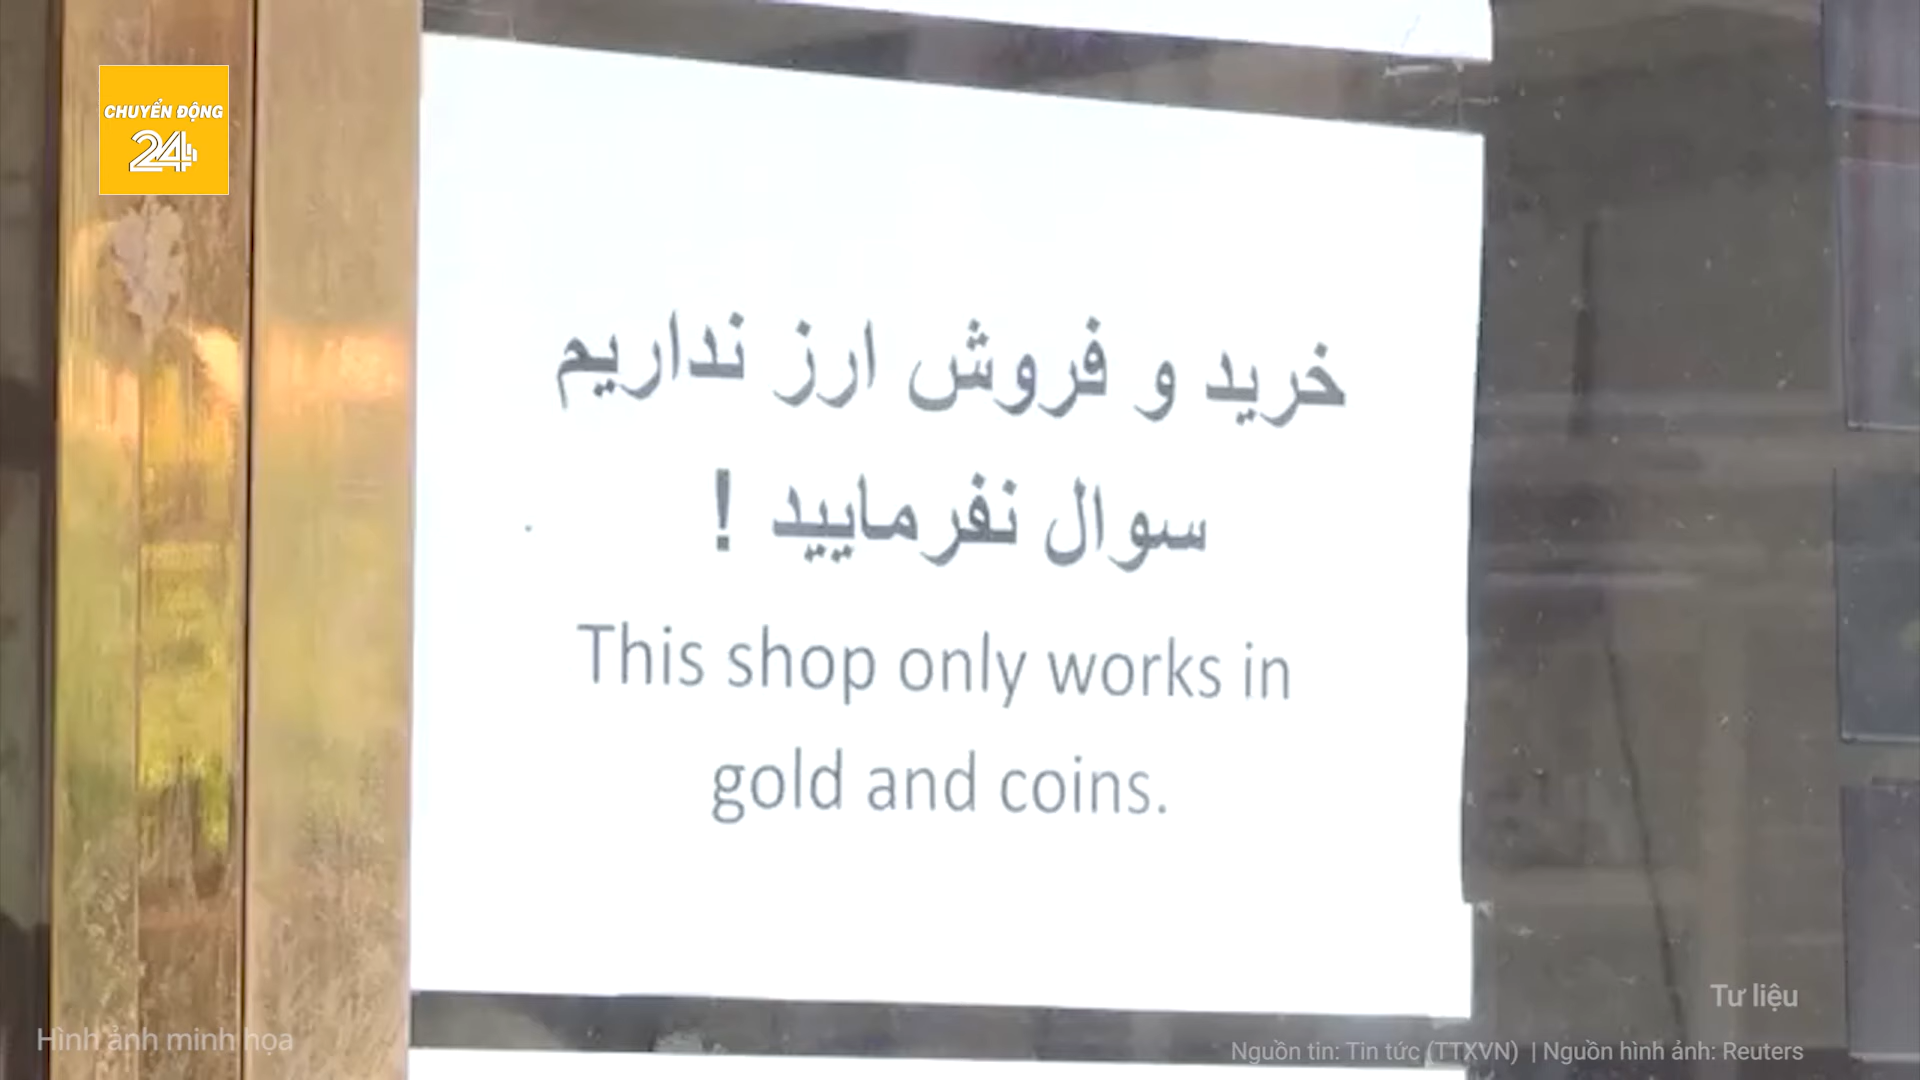 CHUYỂN ĐỘNG
24h
خرید و فروش ارز نداریم
سوال نفرمایید !
This shop only works in
gold and coins.
Tư liệu
Hình ảnh minh họa
Nguồn tin: Tin tức (TTXVN) | Nguồn hình ảnh: Reuters